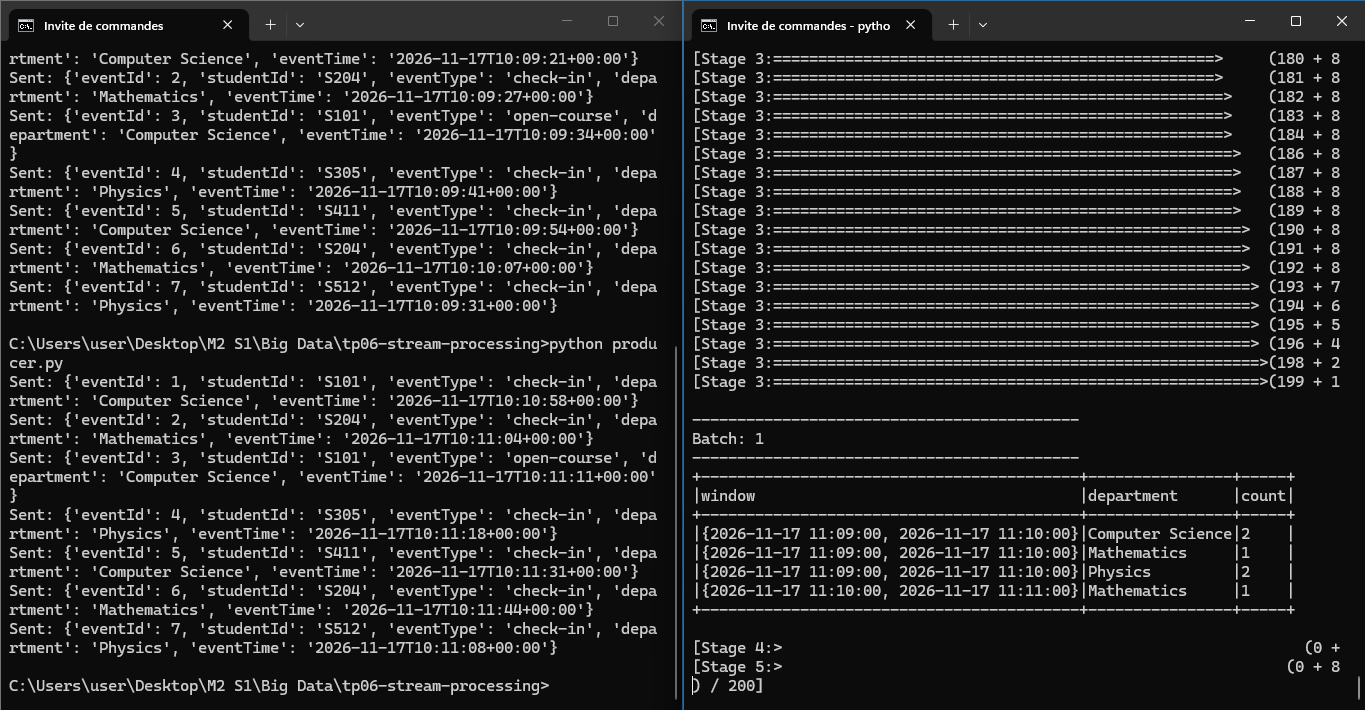 Invite de commandes
rtment': 'Computer Science', 'eventTime': '2026-11-17T10:09:21+00:00'}
Sent: {'eventId': 2, 'studentId': 'S204', 'eventType': 'check-in', 'depa
rtment': 'Mathematics', 'eventTime': '2026-11-17T10:09:27+00:00'}
Sent: {'eventId': 3, 'studentId': 'S101', 'eventType': 'open-course', 'd
epartment': 'Computer Science', 'eventTime': '2026-11-17T10:09:34+00:00'
}
Sent: {'eventId': 4, 'studentId': 'S305', 'eventType': 'check-in', 'depa
rtment': 'Physics', 'eventTime': '2026-11-17T10:09:41+00:00'}
Sent: {'eventId': 5, 'studentId': 'S411', 'eventType': 'check-in', 'depa
rtment': 'Computer Science', 'eventTime': '2026-11-17T10:09:54+00:00'}
Sent: {'eventId': 6, 'studentId': 'S204', 'eventType': 'check-in', 'depa
rtment': 'Mathematics', 'eventTime': '2026-11-17T10:10:07+00:00'}
Sent: {'eventId': 7, 'studentId': 'S512', 'eventType': 'check-in', 'depa
rtment': 'Physics', 'eventTime': '2026-11-17T10:09:31+00:00'}
C:\Users\user\Desktop\M2 S1\Big Data\tp06-stream-processing>python produ
cer.py
Sent: {'eventId': 1, 'studentId': 'S101', 'eventType': 'check-in', 'depa
rtment': 'Computer Science', 'eventTime': '2026-11-17T10:10:58+00:00'}
Sent: {'eventId': 2, 'studentId': 'S204', 'eventType': 'check-in', 'depa
rtment': 'Mathematics', 'eventTime': '2026-11-17T10:11:04+00:00'}
Sent: {'eventId': 3, 'studentId': 'S101', 'eventType': 'open-course', 'd
epartment': 'Computer Science', 'eventTime': '2026-11-17T10:11:11+00:00'
}
Sent: {'eventId': 4, 'studentId': 'S305', 'eventType': 'check-in', 'depa
rtment': 'Physics', 'eventTime': '2026-11-17T10:11:18+00:00'}
Sent: {'eventId': 5, 'studentId': 'S411', 'eventType': 'check-in', 'depa
rtment': 'Computer Science', 'eventTime': '2026-11-17T10:11:31+00:00'}
Sent: {'eventId': 6, 'studentId': 'S204', 'eventType': 'check-in', 'depa
rtment': 'Mathematics', 'eventTime': '2026-11-17T10:11:44+00:00'}
Sent: {'eventId': 7, 'studentId': 'S512', 'eventType': 'check-in', 'depa
rtment': 'Physics', 'eventTime': '2026-11-17T10:11:08+00:00'}
C:\Users\user\Desktop\M2 S1\Big Data\tp06-stream-processing>
Invite de commandes - pytho
[Stage 3:==================================================> (180 + 8
[Stage 3:==================================================> (181 + 8
[Stage 3:===================================================> (182 + 8
[Stage 3:===================================================> (183 + 8
[Stage 3:===================================================> (184 + 8
[Stage 3:====================================================> (186 + 8
[Stage 3:====================================================> (187 + 8
[Stage 3:====================================================> (188 + 8
[Stage 3:====================================================> (189 + 8
[Stage 3:=====================================================> (190 + 8
[Stage 3:=====================================================> (191 + 8
[Stage 3:=====================================================> (192 + 8
[Stage 3:======================================================> (193 + 7
[Stage 3:======================================================> (194 + 6
[Stage 3:======================================================> (195 + 5
[Stage 3:======================================================> (196 + 4
[Stage 3:=======================================================>(198 + 2
[Stage 3:=======================================================>(199 + 1
-------------------------------------------
Batch: 1
-------------------------------------------
+------------------------------------------+----------------+-----+
|window                                    |department      |count|
+------------------------------------------+----------------+-----+
|{2026-11-17 11:09:00, 2026-11-17 11:10:00}|Computer Science|2    |
|{2026-11-17 11:09:00, 2026-11-17 11:10:00}|Mathematics     |1    |
|{2026-11-17 11:09:00, 2026-11-17 11:10:00}|Physics         |2    |
|{2026-11-17 11:10:00, 2026-11-17 11:11:00}|Mathematics     |1    |
+------------------------------------------+----------------+-----+
[Stage 4:> (0 +
[Stage 5:> (0 + 8
) / 200]